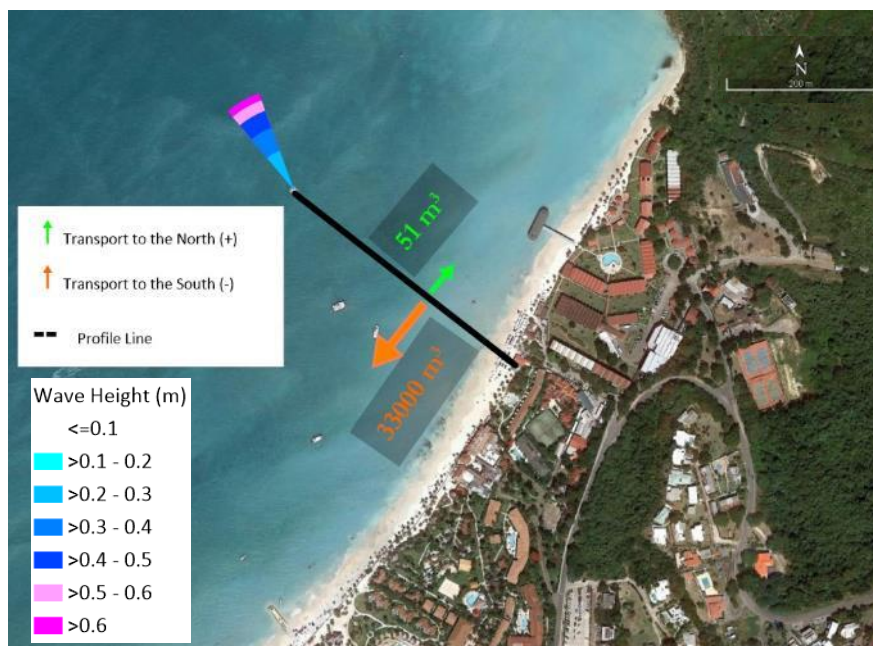 N
200 m
51 m³
33000 m³
Transport to the North (+)
Transport to the South (-)
Profile Line
Wave Height (m)
<=0.1
>0.1 - 0.2
>0.2 - 0.3
>0.3 - 0.4
>0.4 - 0.5
>0.5 - 0.6
>0.6